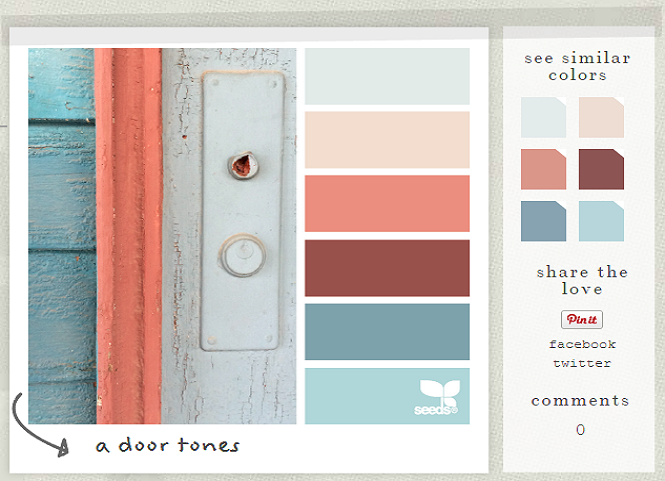 seeds®
a door tones
see similar
colors
share the
love
Pin it
facebook
twitter
comments
0